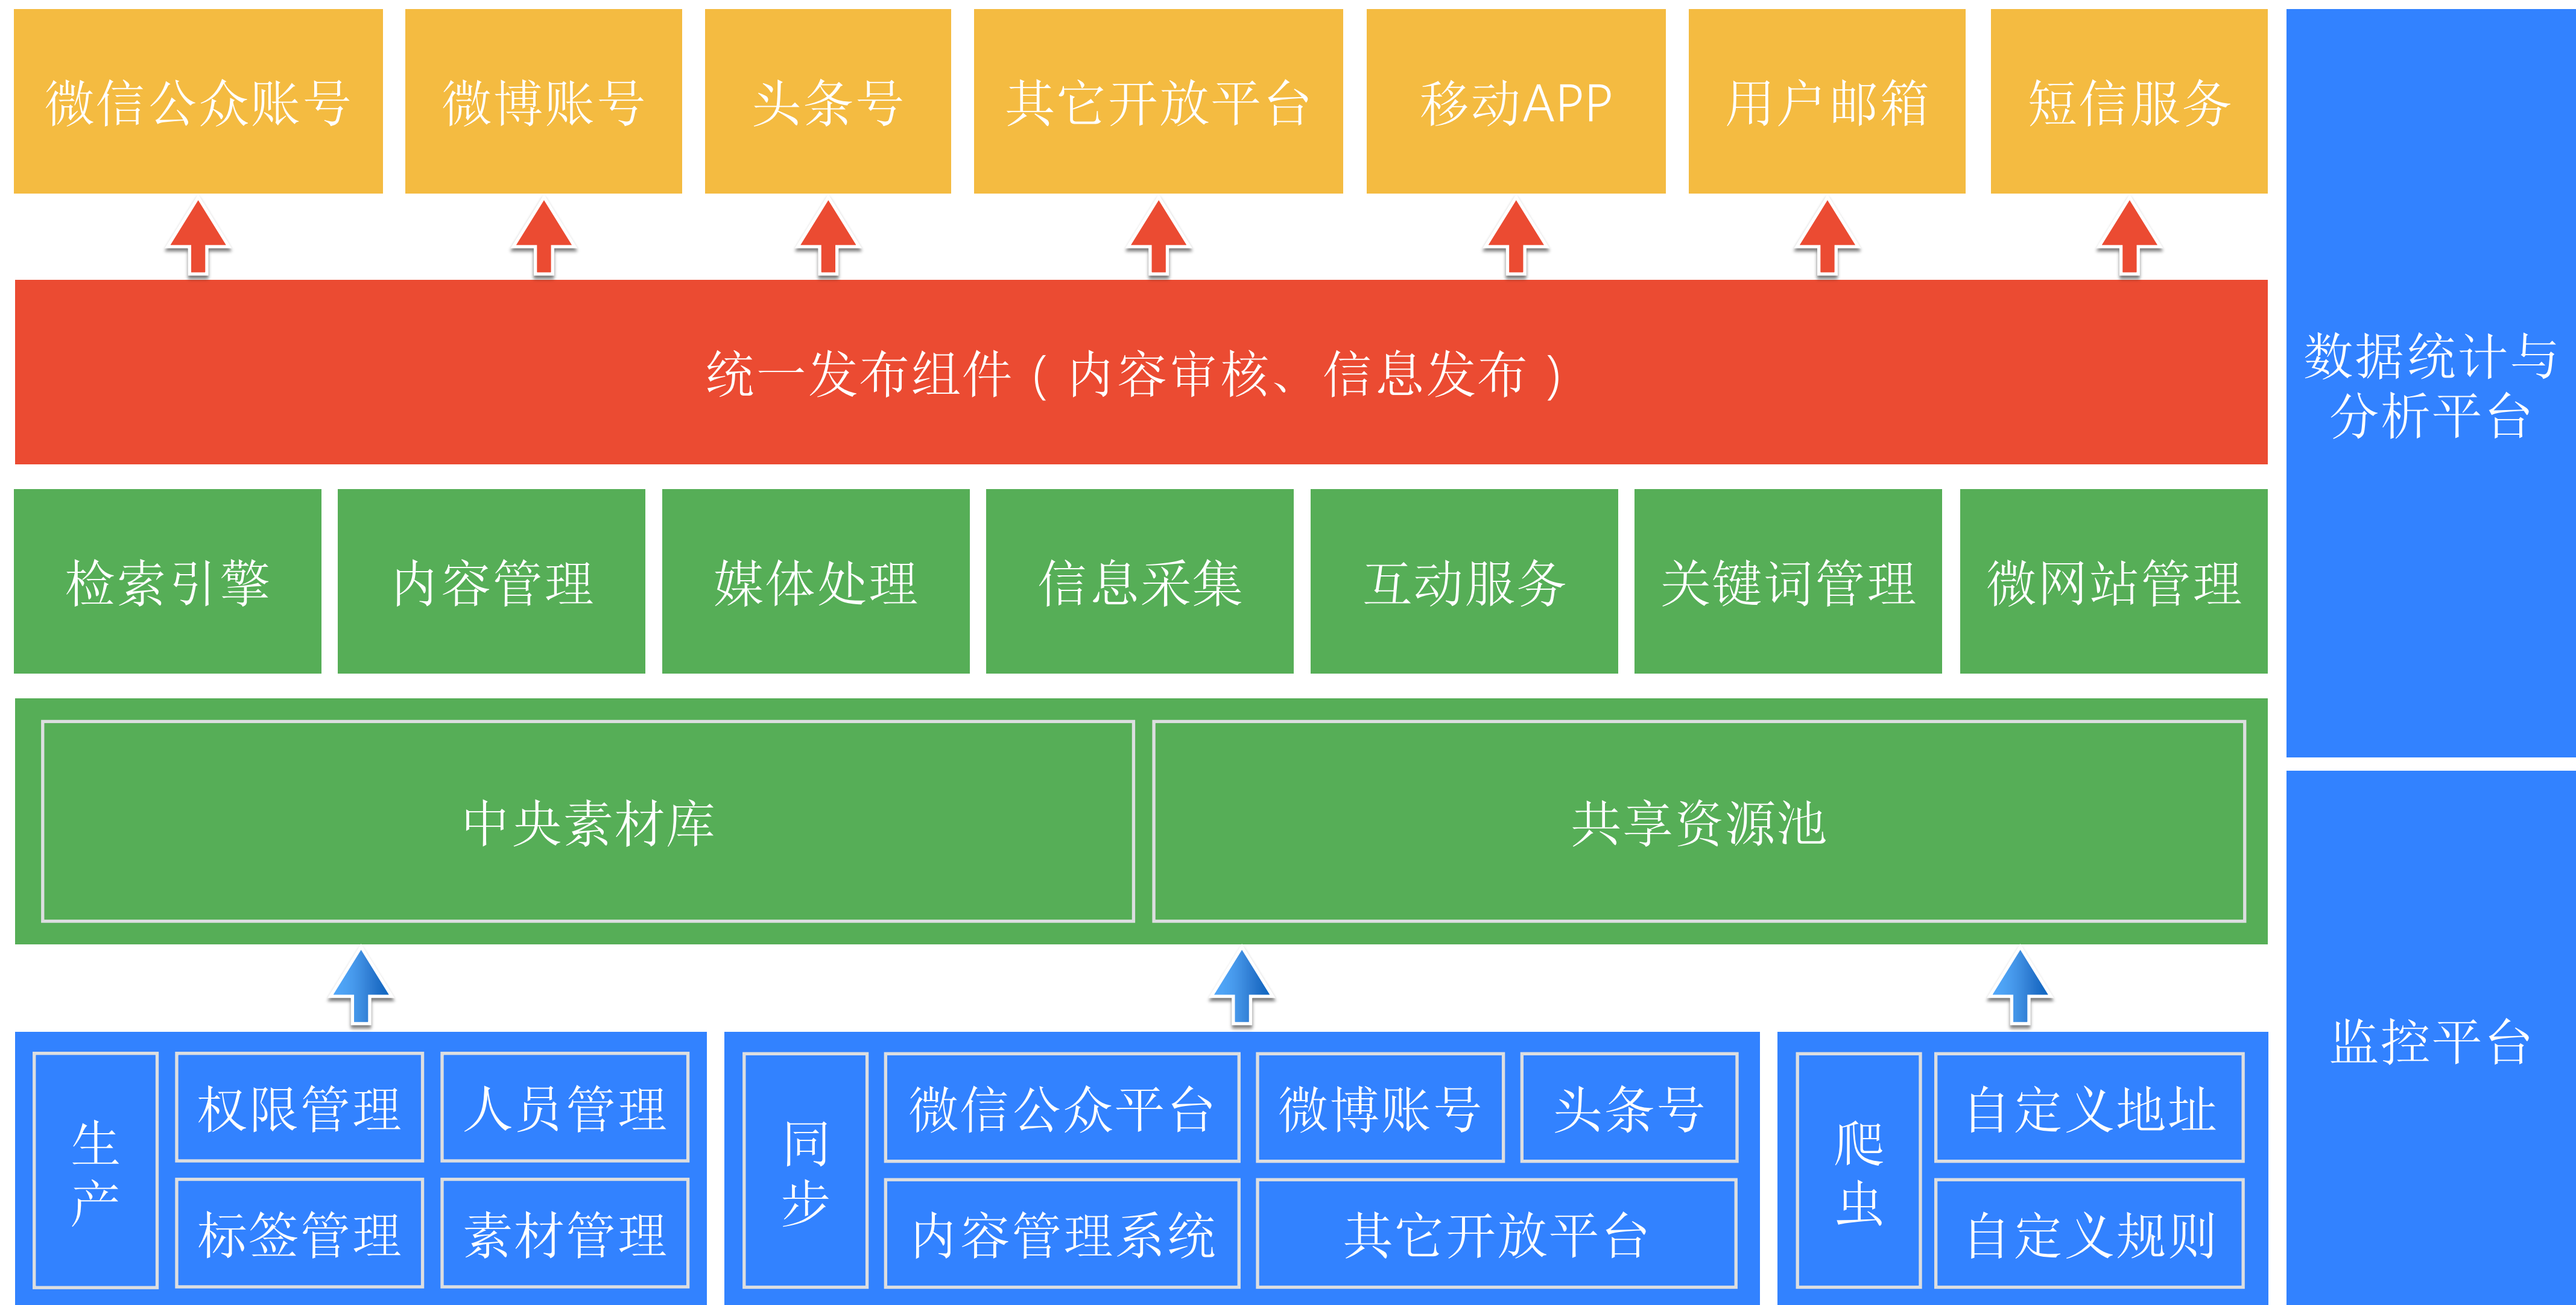 微信公众账号
微博账号
头条号
其它开放平台
移动APP
用户邮箱
短信服务
统一发布组件（内容审核、信息发布）
检索引擎
内容管理
媒体处理
信息采集
互动服务
关键词管理
微网站管理
中央素材库
共享资源池
生
产
权限管理
人员管理
标签管理
素材管理
同
步
微信公众平台
微博账号
头条号
内容管理系统
其它开放平台
爬
虫
自定义地址
自定义规则
数据统计与
分析平台
监控平台